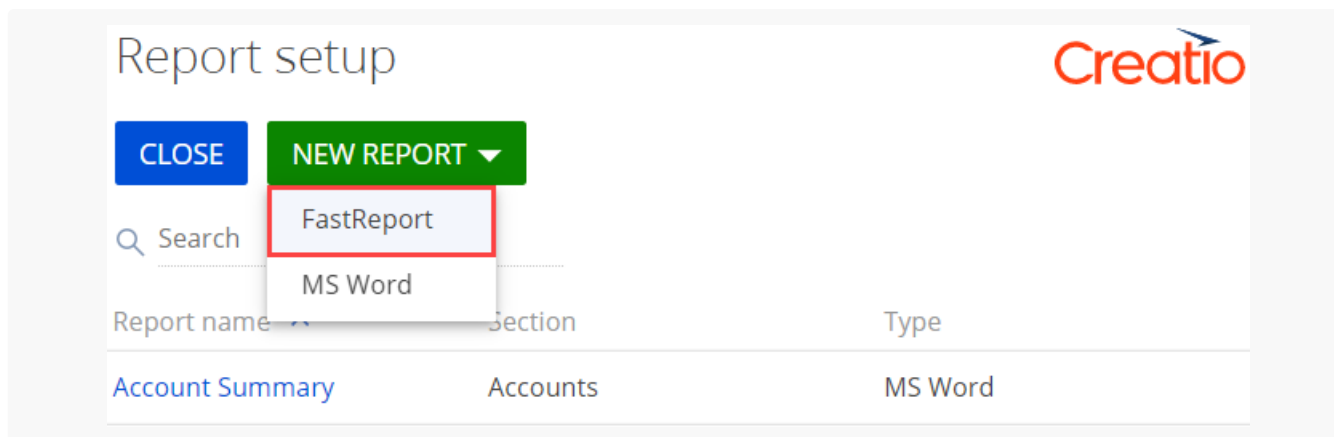 Report setup
Creatio
CLOSE
NEW REPORT
FastReport
Search
MS Word
Report name
Section
Type
Account Summary
Accounts
MS Word